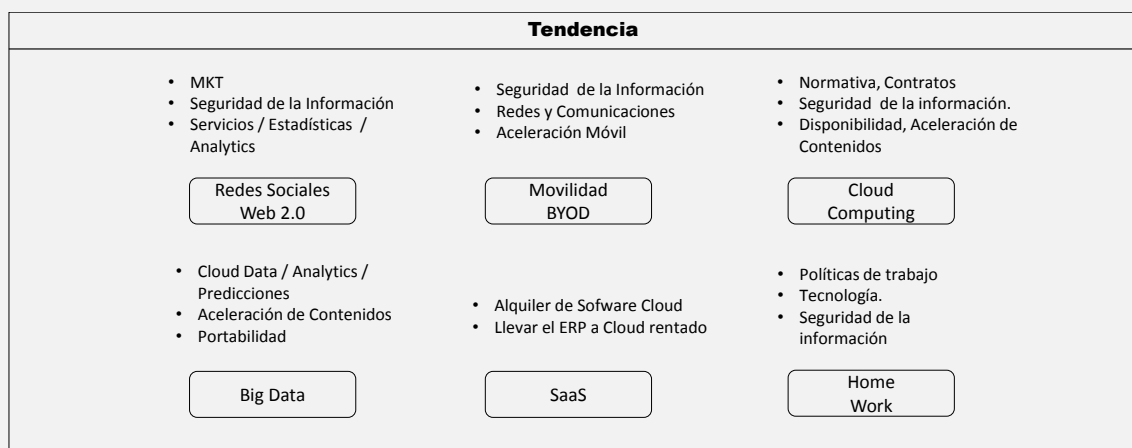 Tendencia
• MKT
• Seguridad de la Información
• Servicios / Estadísticas /
Analytics
Redes Sociales
Web 2.0
• Seguridad de la Información
• Redes y Comunicaciones
• Aceleración Móvil
Movilidad
BYOD
• Normativa, Contratos
• Seguridad de la información.
• Disponibilidad, Aceleración de
Contenidos
Cloud
Computing
• Cloud Data / Analytics /
Predicciones
• Aceleración de Contenidos
• Portabilidad
Big Data
• Alquiler de Sofware Cloud
• Llevar el ERP a Cloud rentado
SaaS
• Políticas de trabajo
• Tecnología.
• Seguridad de la
información
Home
Work